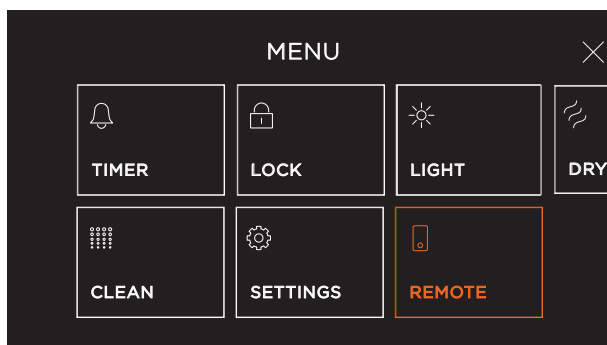 MENU
TIMER
LOCK
LIGHT
DRY
CLEAN
SETTINGS
REMOTE